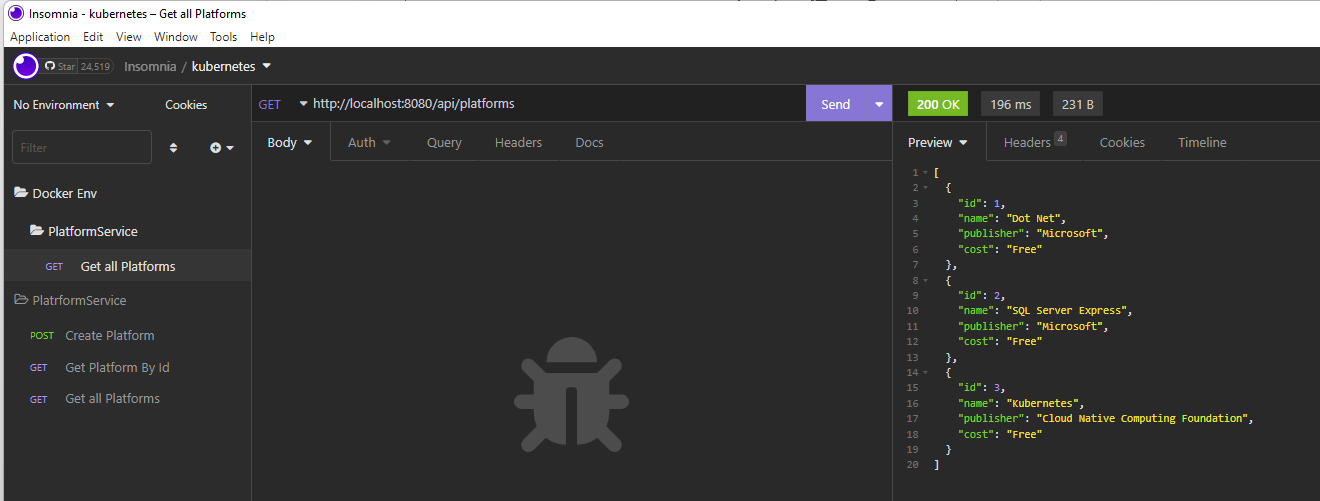 Insomnia - kubernetes – Get all Platforms
Application Edit View Window Tools Help
Star 24,519 Insomnia / kubernetes
No Environment Cookies
Filter
Docker Env
PlatformService
GET Get all Platforms
PlatrformService
POST Create Platform
GET Get Platform By Id
GET Get all Platforms
GET http://localhost:8080/api/platforms Send
Body Auth Query Headers Docs
200 OK 196 ms 231 B
Preview Headers 4 Cookies Timeline
1 [
2 {
3 "id": 1,
4 "name": "Dot Net",
5 "publisher": "Microsoft",
6 "cost": "Free"
7 },
8 {
9 "id": 2,
10 "name": "SQL Server Express",
11 "publisher": "Microsoft",
12 "cost": "Free"
13 },
14 {
15 "id": 3,
16 "name": "Kubernetes",
17 "publisher": "Cloud Native Computing Foundation",
18 "cost": "Free"
19 }
20 ]